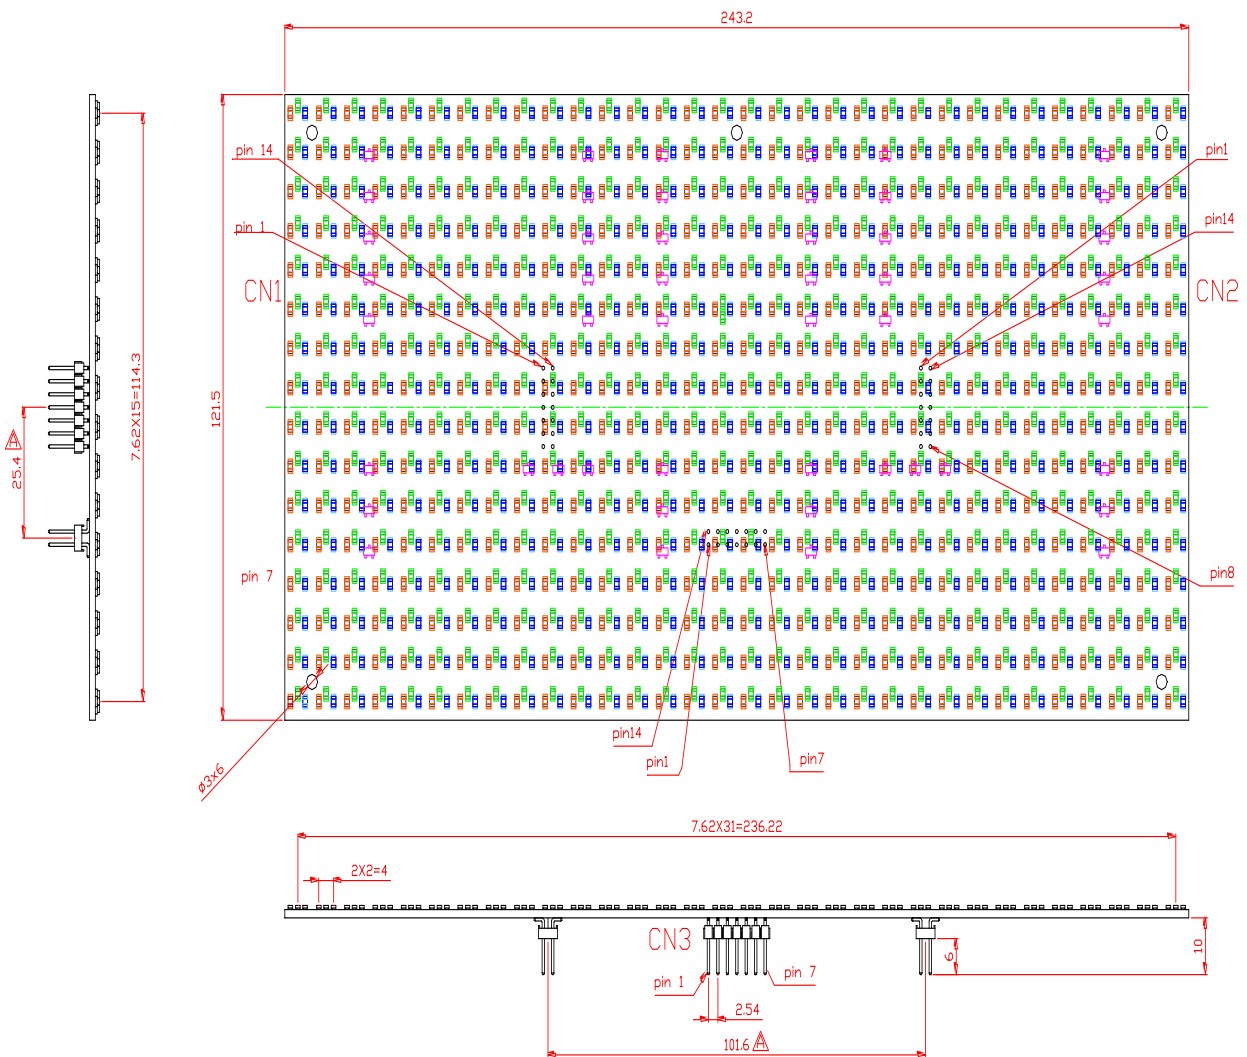 243.2
pin 14
pin1
pin 1
pin14
CN1
CN2
7.62X15=114.3
121.5
A
25.4
pin 7
pin8
pin14
pin1
pin7
ø3x6
7.62X31=236.22
2X2=4
CN3
6
10
pin 1
pin 7
2.54
101.6 A